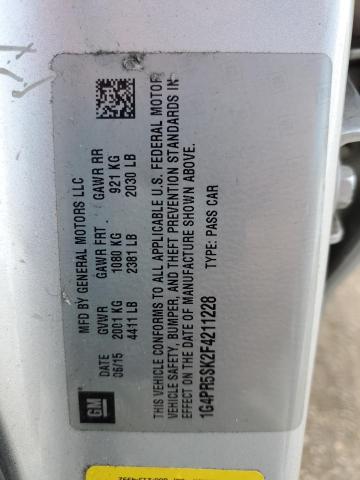 MFD BY GENERAL MOTORS LLC
DATE GVWR GAWR FRT GAWR RR
06/15 2001 KG 1080 KG 921 KG
4411 LB 2381 LB 2030 LB
THIS VEHICLE CONFORMS TO ALL APPLICABLE U.S. FEDERAL MOTOR
VEHICLE SAFETY, BUMPER, AND THEFT PREVENTION STANDARDS IN
EFFECT ON THE DATE OF MANUFACTURE SHOWN ABOVE.
1G4PR5SK2F4211228 TYPE: PASS CAR
GM